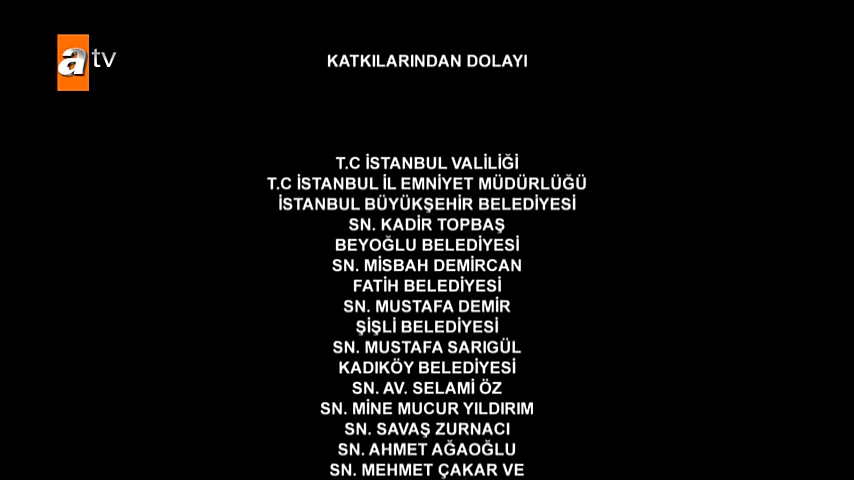 atv
KATKILARINDAN DOLAYI
T.C İSTANBUL VALİLİĞİ
T.C İSTANBUL İL EMNİYET MÜDÜRLÜĞÜ
İSTANBUL BÜYÜKŞEHİR BELEDİYESİ
SN. KADİR TOPBAŞ
BEYOĞLU BELEDİYESİ
SN. MİSBAH DEMİRCAN
FATİH BELEDİYESİ
SN. MUSTAFA DEMİR
ŞİŞLİ BELEDİYESİ
SN. MUSTAFA SARIGÜL
KADIKÖY BELEDİYESİ
SN. AV. SELAMİ ÖZ
SN. MİNE MUCUR YILDIRIM
SN. SAVAŞ ZURNACI
SN. AHMET AĞAOĞLU
SN. MEHMET ÇAKAR VE